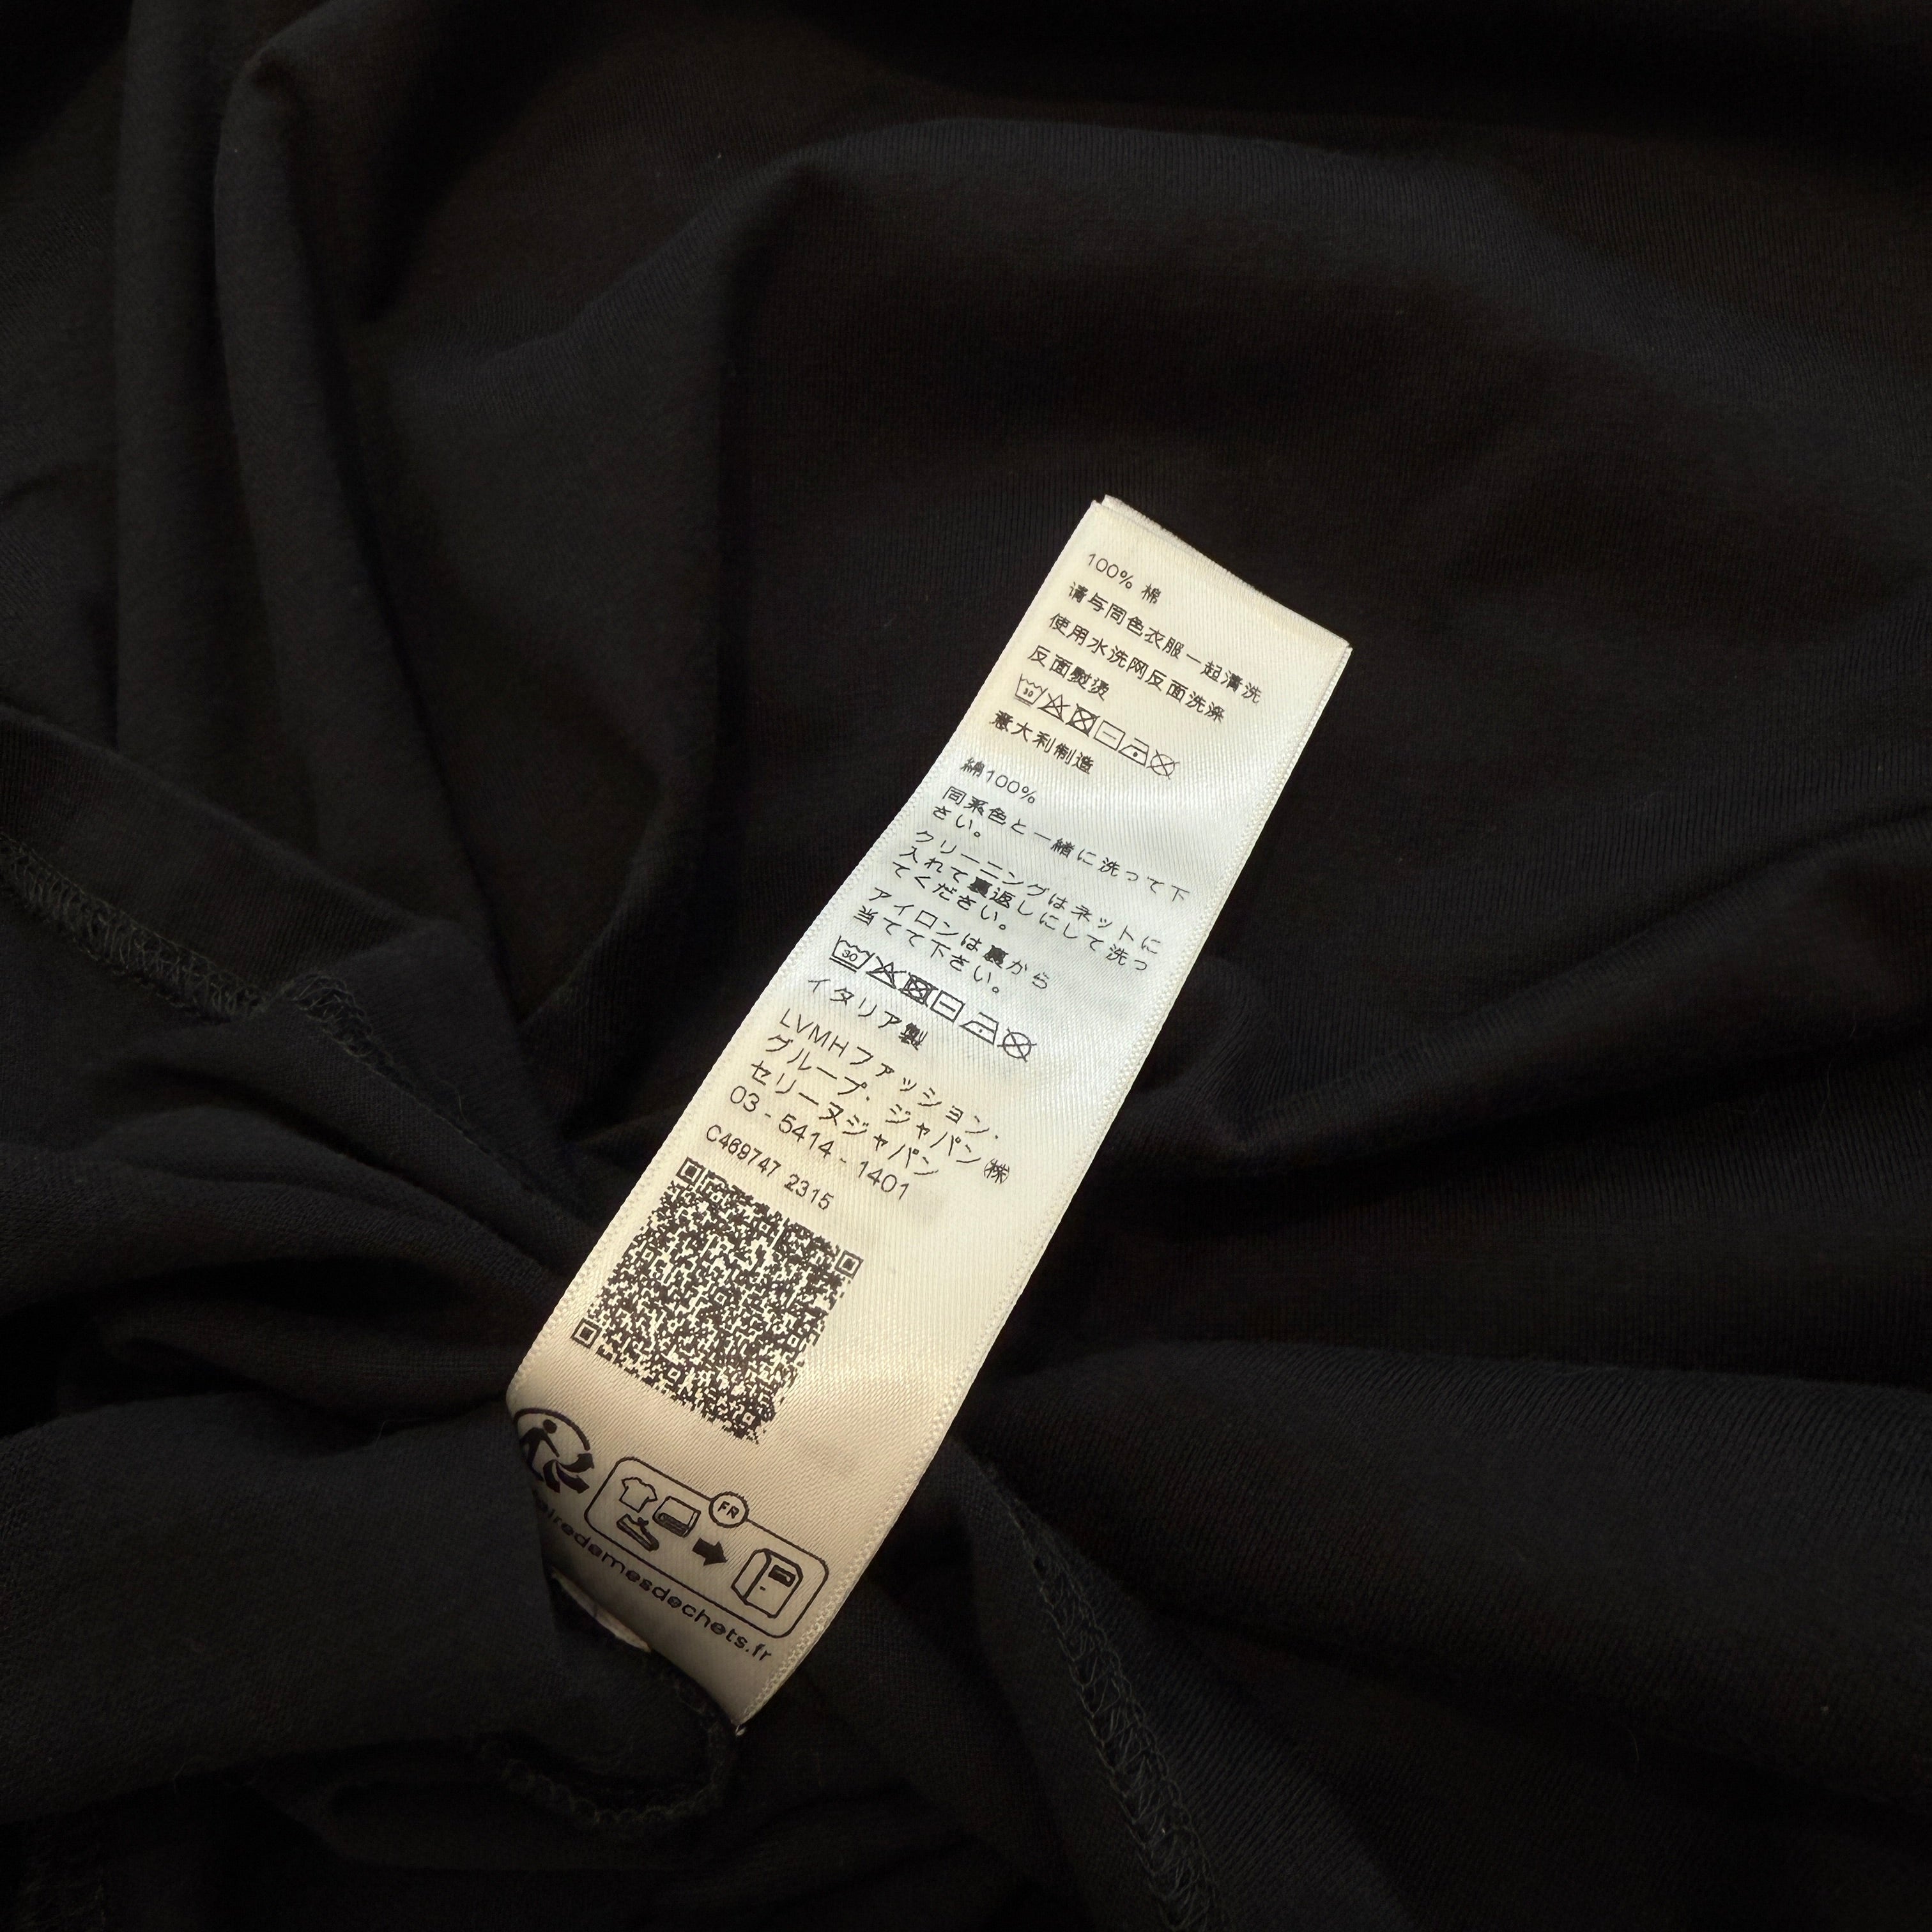 100% 棉
请与同色衣服一起清洗
使用水洗网反面洗涤
反面熨烫
30
意大利制造
綿100%
同系色と一緒に洗って下
さい。
クリーニングはネットに
入れて裏返しにして洗っ
てください。
アイロンは裏から
当てて下さい。
30
イタリア製
LVMHファッション.
グループ. ジャパン㈱
セリーヌジャパン
03 - 5414 - 1401
C469747 2315
FR
airedemesdechets.fr